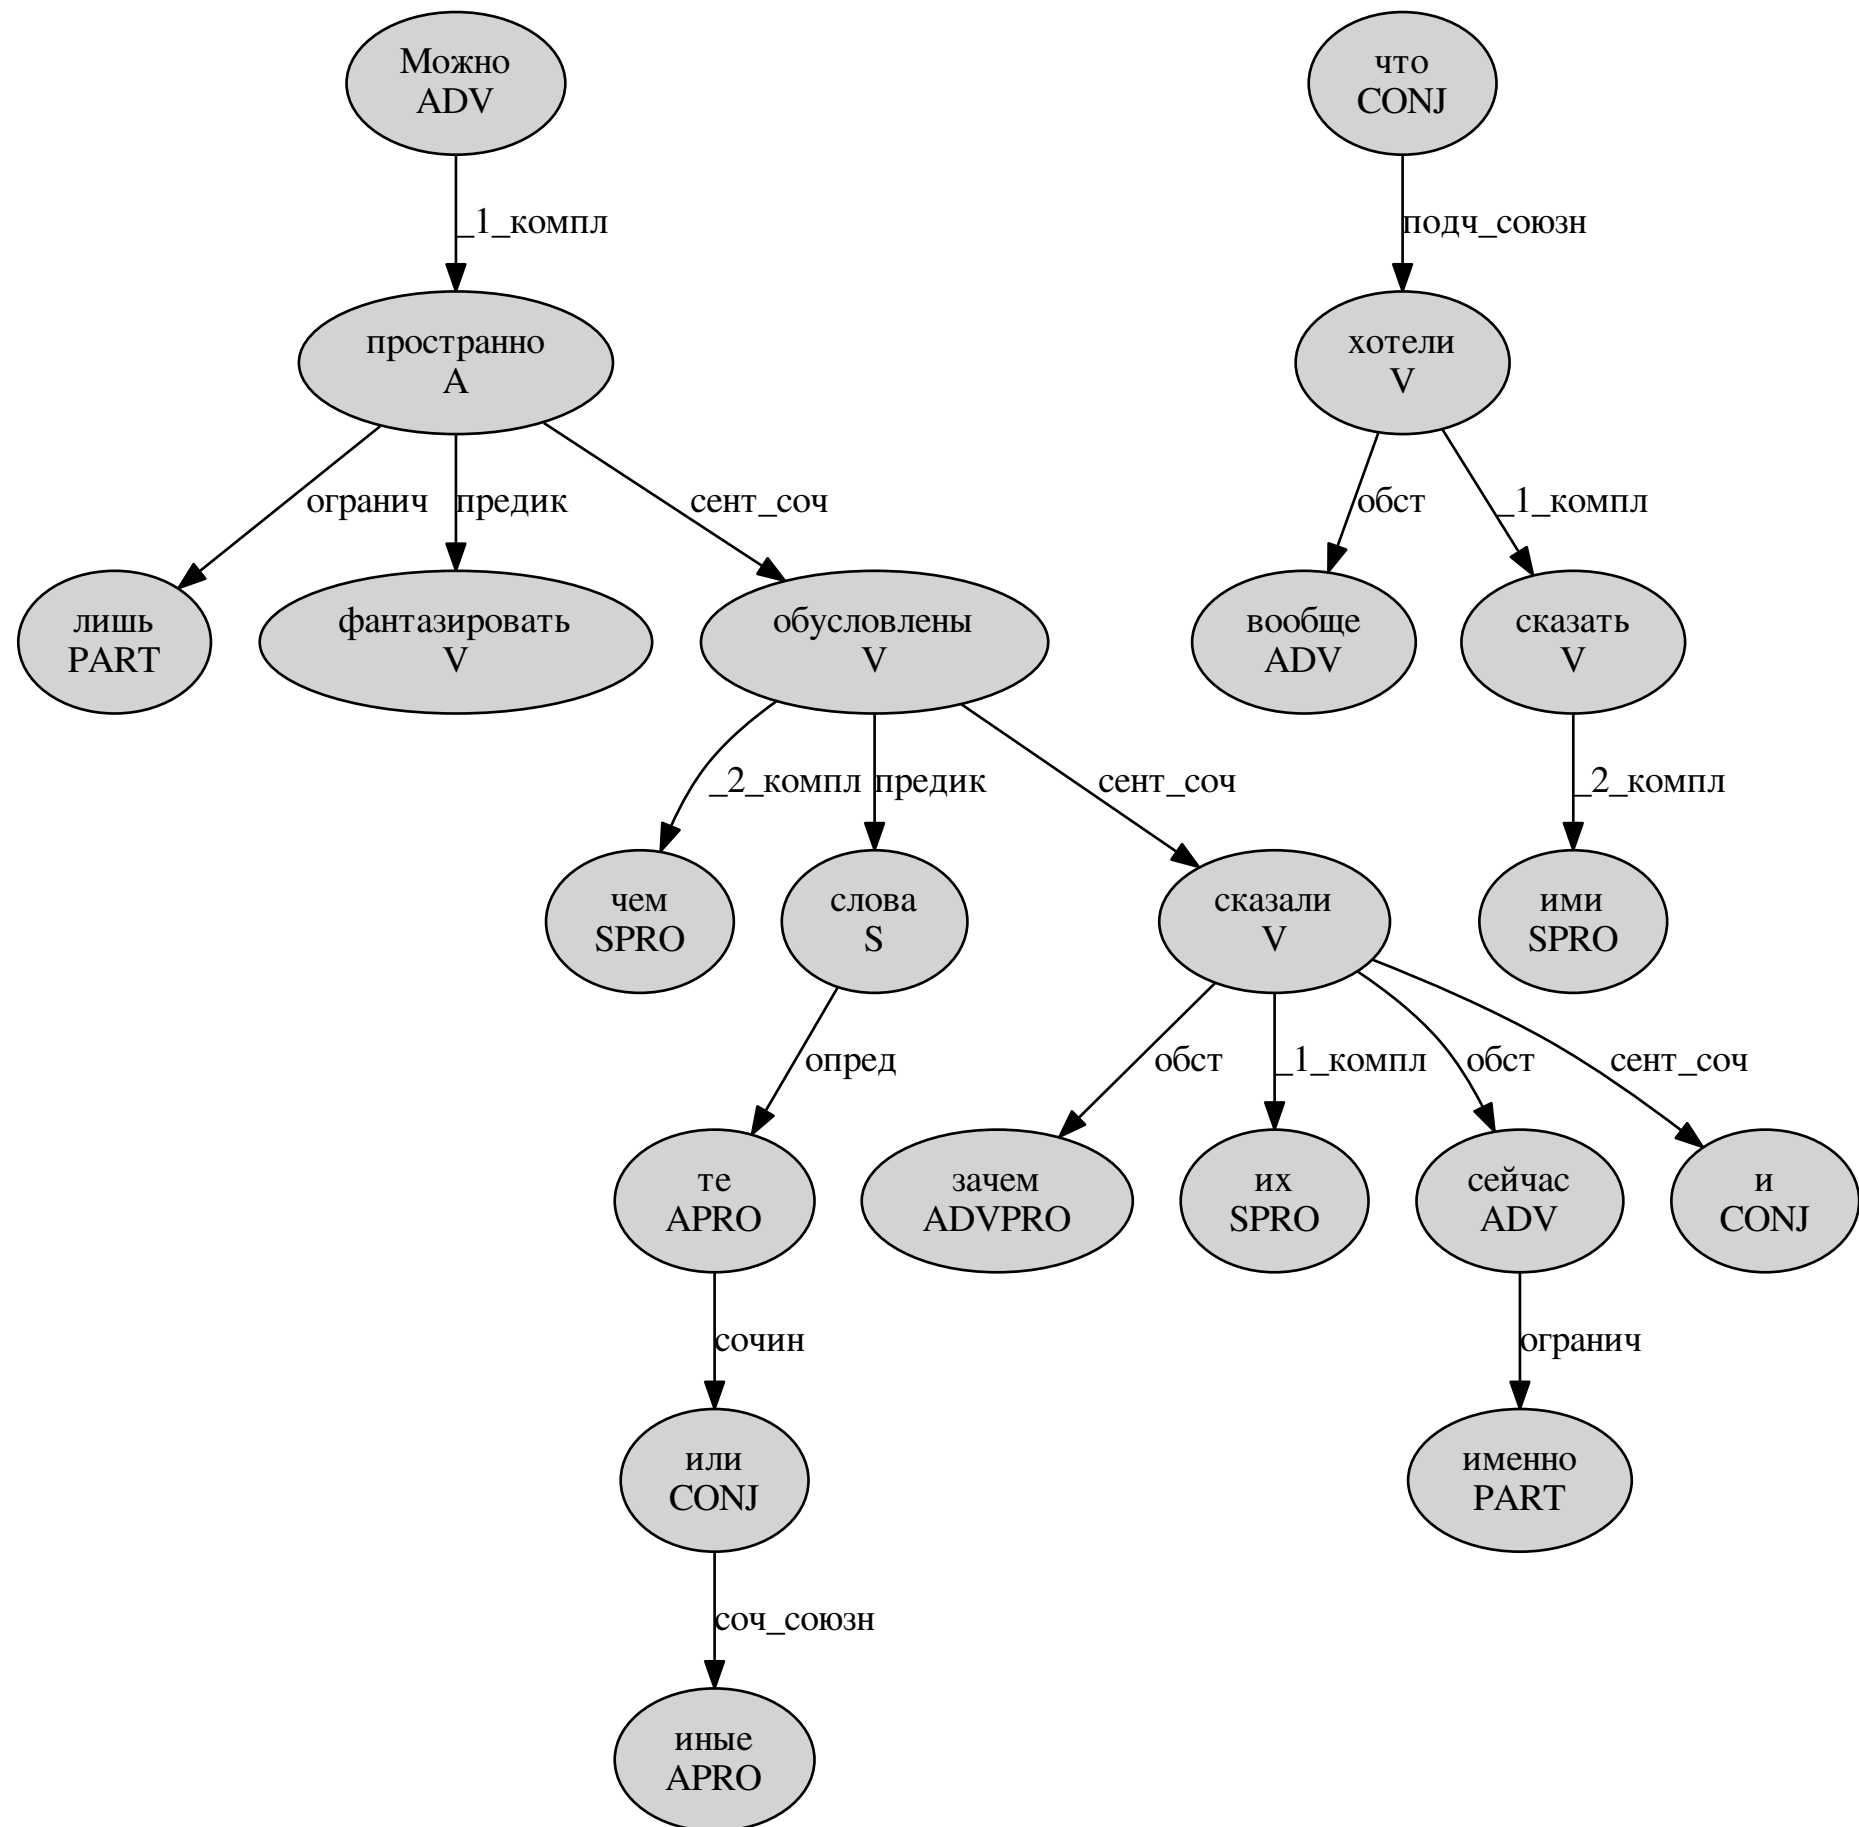 Можно
ADV
что
CONJ
_1_компл
подч_союзн
пространно
A
хотели
V
огранич
предик
сент_соч
обст
_1_компл
лишь
PART
фантазировать
V
обусловлены
V
вообще
ADV
сказать
V
_2_компл
предик
сент_соч
_2_компл
чем
SPRO
слова
S
сказали
V
ими
SPRO
опред
обст
_1_компл
обст
сент_соч
те
APRO
зачем
ADVPRO
их
SPRO
сейчас
ADV
и
CONJ
сочин
огранич
или
CONJ
именно
PART
соч_союзн
иные
APRO